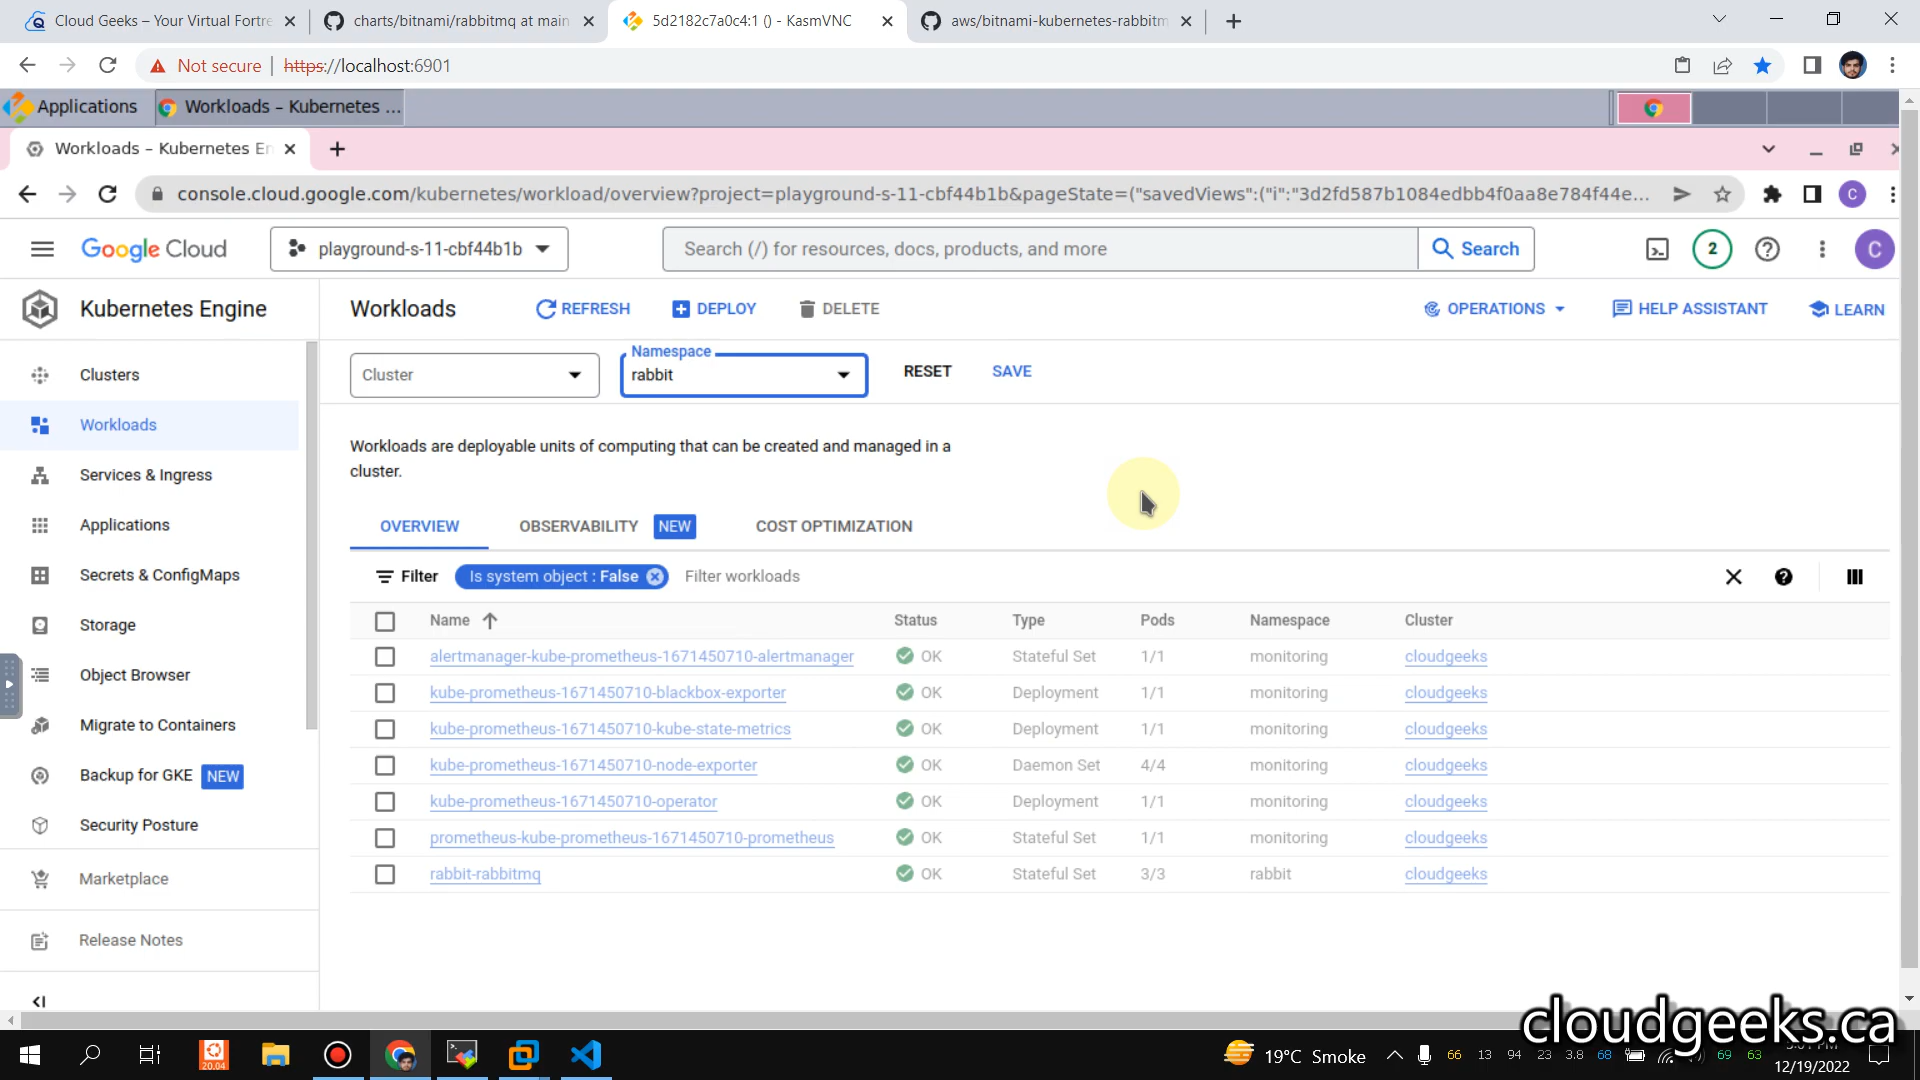 Cloud Geeks – Your Virtual Fortre
charts/bitnami/rabbitmq at main
5d2182c7a0c4:1 () - KasmVNC
aws/bitnami-kubernetes-rabbitm
Not secure
https://localhost:6901
Applications
Workloads – Kubernetes ...
Workloads – Kubernetes En
console.cloud.google.com/kubernetes/workload/overview?project=playground-s-11-cbf44b1b&pageState=("savedViews":("i":"3d2fd587b1084edbb4f0aa8e784f44e...
C
Google Cloud
playground-s-11-cbf44b1b
Search (/) for resources, docs, products, and more
Search
2
C
Kubernetes Engine
Workloads
REFRESH
DEPLOY
DELETE
OPERATIONS
HELP ASSISTANT
LEARN
Clusters
Workloads
Services & Ingress
Applications
Secrets & ConfigMaps
Storage
Object Browser
Migrate to Containers
Backup for GKE NEW
Security Posture
Marketplace
Release Notes
Cluster
Namespace
rabbit
RESET
SAVE
Workloads are deployable units of computing that can be created and managed in a
cluster.
OVERVIEW
OBSERVABILITY NEW
COST OPTIMIZATION
Filter
Is system object : False
Filter workloads
Name Status Type Pods Namespace Cluster
alertmanager-kube-prometheus-1671450710-alertmanager OK Stateful Set 1/1 monitoring cloudgeeks
kube-prometheus-1671450710-blackbox-exporter OK Deployment 1/1 monitoring cloudgeeks
kube-prometheus-1671450710-kube-state-metrics OK Deployment 1/1 monitoring cloudgeeks
kube-prometheus-1671450710-node-exporter OK Daemon Set 4/4 monitoring cloudgeeks
kube-prometheus-1671450710-operator OK Deployment 1/1 monitoring cloudgeeks
prometheus-kube-prometheus-1671450710-prometheus OK Stateful Set 1/1 monitoring cloudgeeks
rabbit-rabbitmq OK Stateful Set 3/3 rabbit cloudgeeks
cloudgeeks.ca
20.04
19°C Smoke
66 13 94 23 3.8 68 69 63
12/19/2022